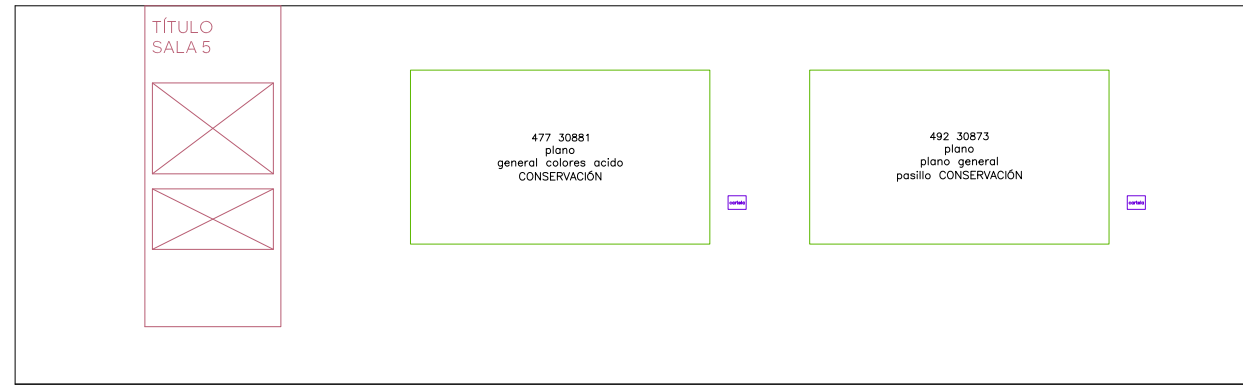 TÍTULO
SALA 5
477 30881
plano
general colores acido
CONSERVACIÓN
cartela
492 30873
plano
plano general
pasillo CONSERVACIÓN
cartela